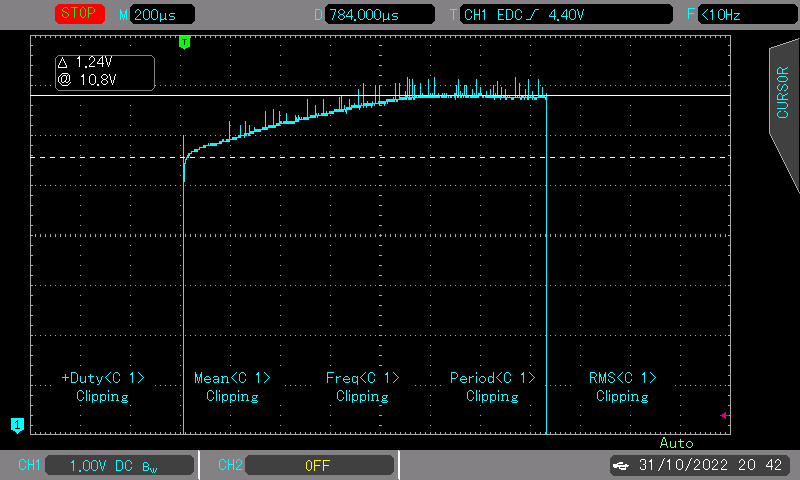 STOP M 200µs D 784.000µs T CH1 EDC 4.40V F <10Hz
T
Δ 1.24V
@ 10.8V
CURSOR
+Duty<C 1> Mean<C 1> Freq<C 1> Period<C 1> RMS<C 1>
Clipping Clipping Clipping Clipping Clipping
1
Auto
CH1 1.00V DC Bw CH2 OFF 31/10/2022 20 42